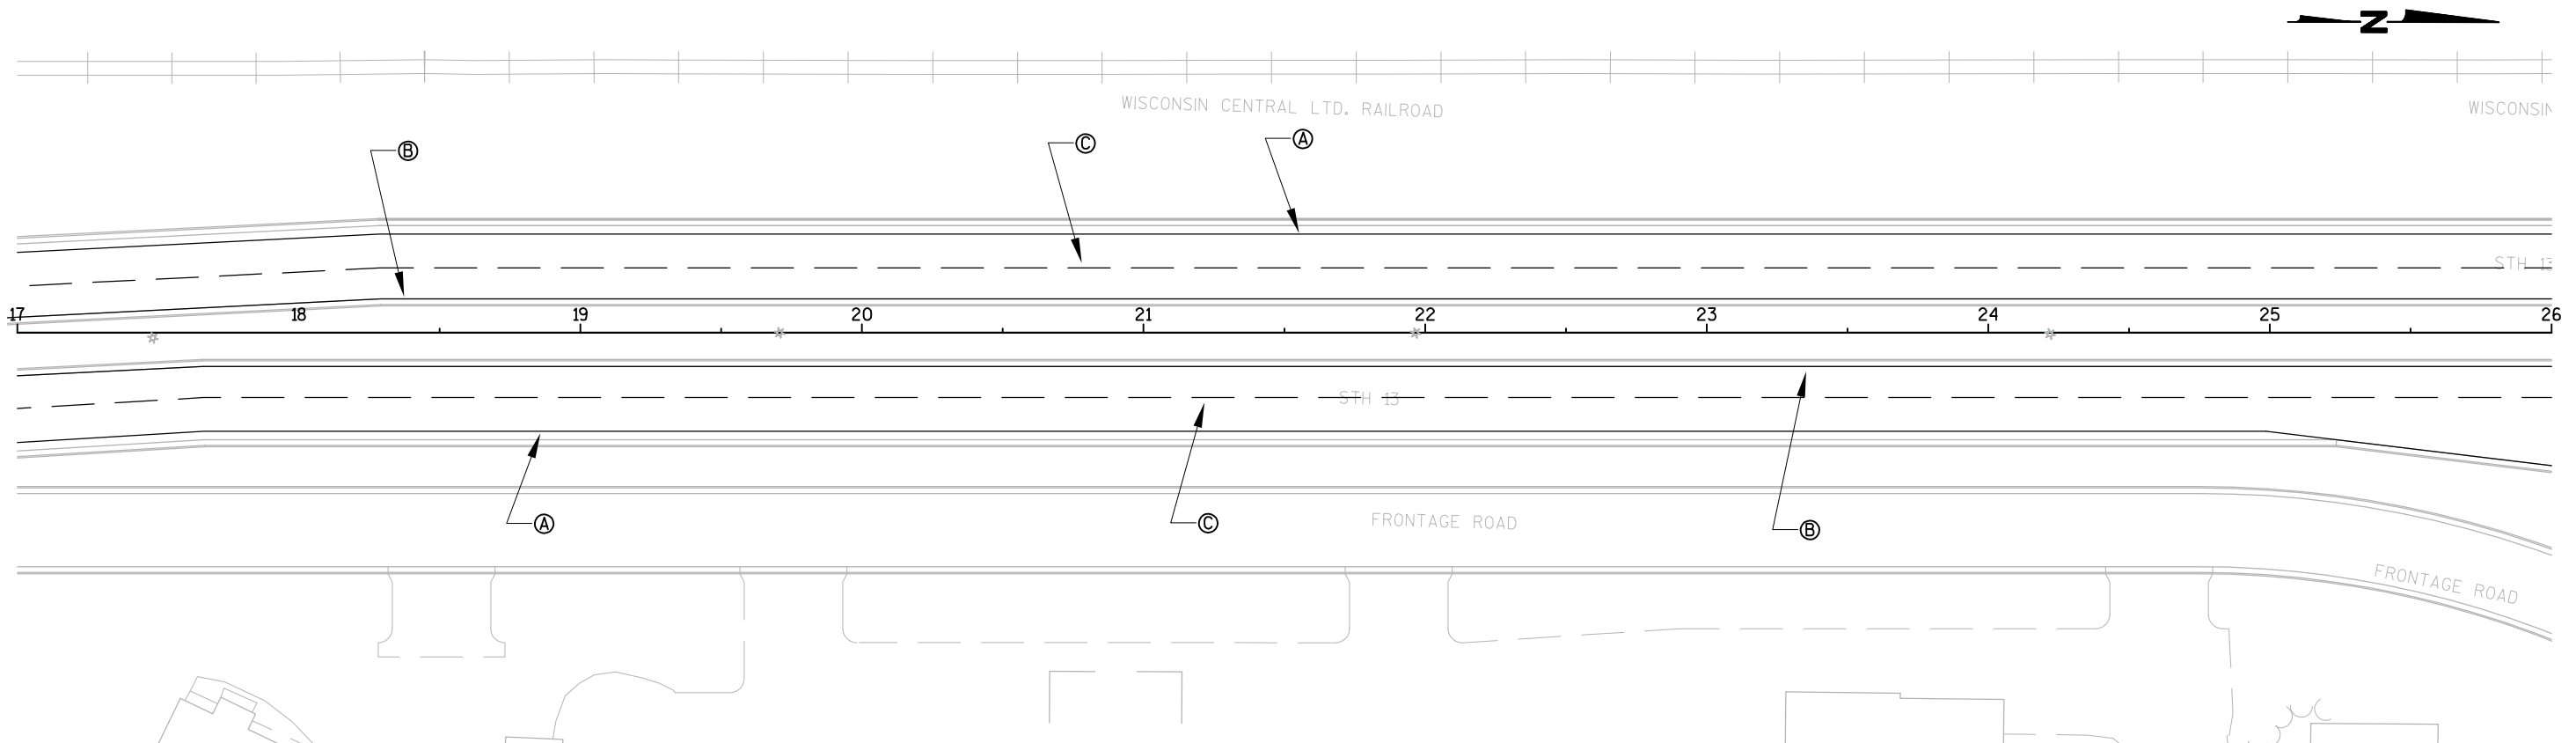 N
WISCONSIN CENTRAL LTD. RAILROAD
WISCONSIN
B
C
A
STH 13
17 18 19 20 21 22 23 24 25 26
STH 13
A
C
B
FRONTAGE ROAD
FRONTAGE ROAD